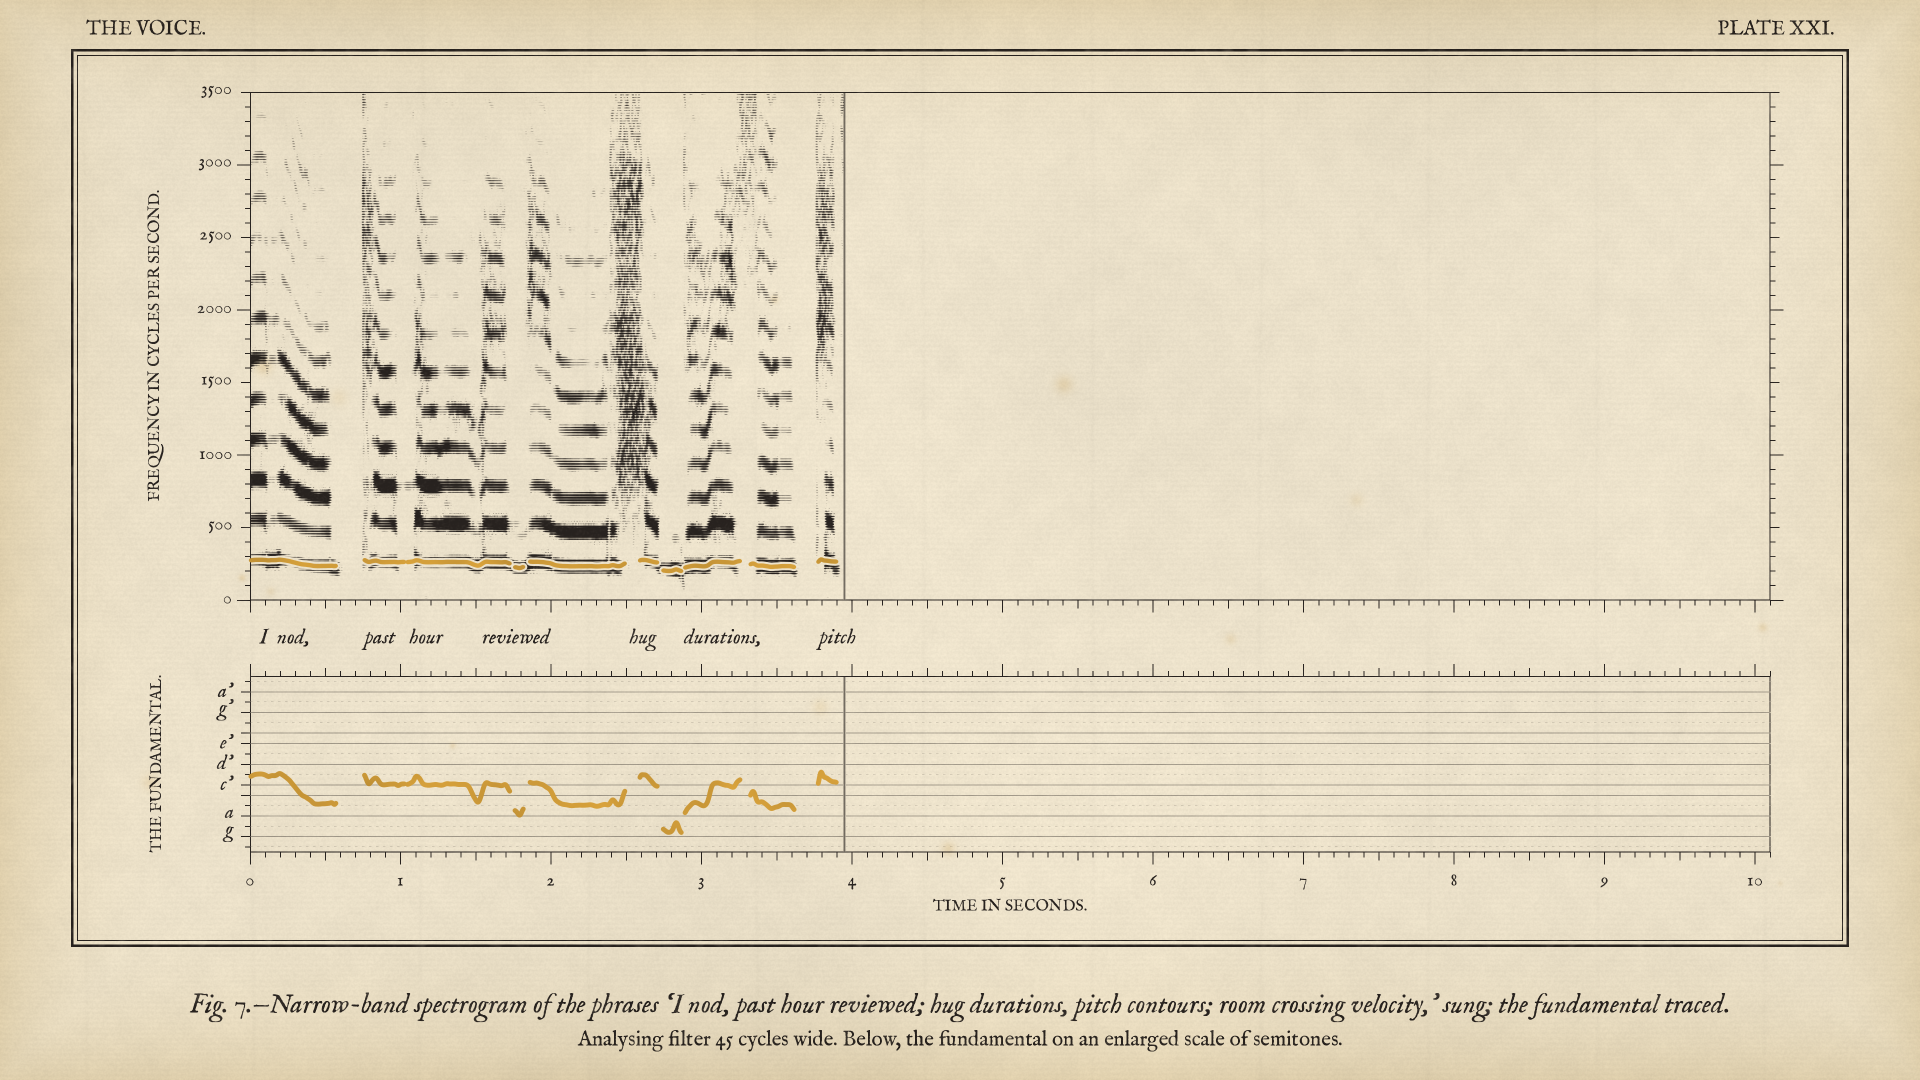 THE VOICE.
PLATE XXI.
FREQUENCY IN CYCLES PER SECOND.
3500
3000
2500
2000
1500
1000
500
0
I nod, past hour reviewed hug durations, pitch
THE FUNDAMENTAL.
a’
g’
e’
d’
c’
a
g
0 1 2 3 4 5 6 7 8 9 10
TIME IN SECONDS.
Fig. 7.—Narrow-band spectrogram of the phrases ‘I nod, past hour reviewed; hug durations, pitch contours; room crossing velocity,’ sung; the fundamental traced.
Analysing filter 45 cycles wide. Below, the fundamental on an enlarged scale of semitones.